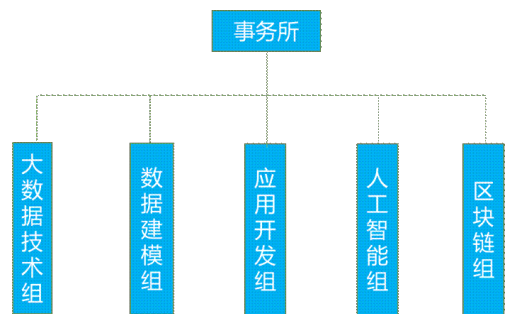 事务所
大数据技术组
数据建模组
应用开发组
人工智能组
区块链组